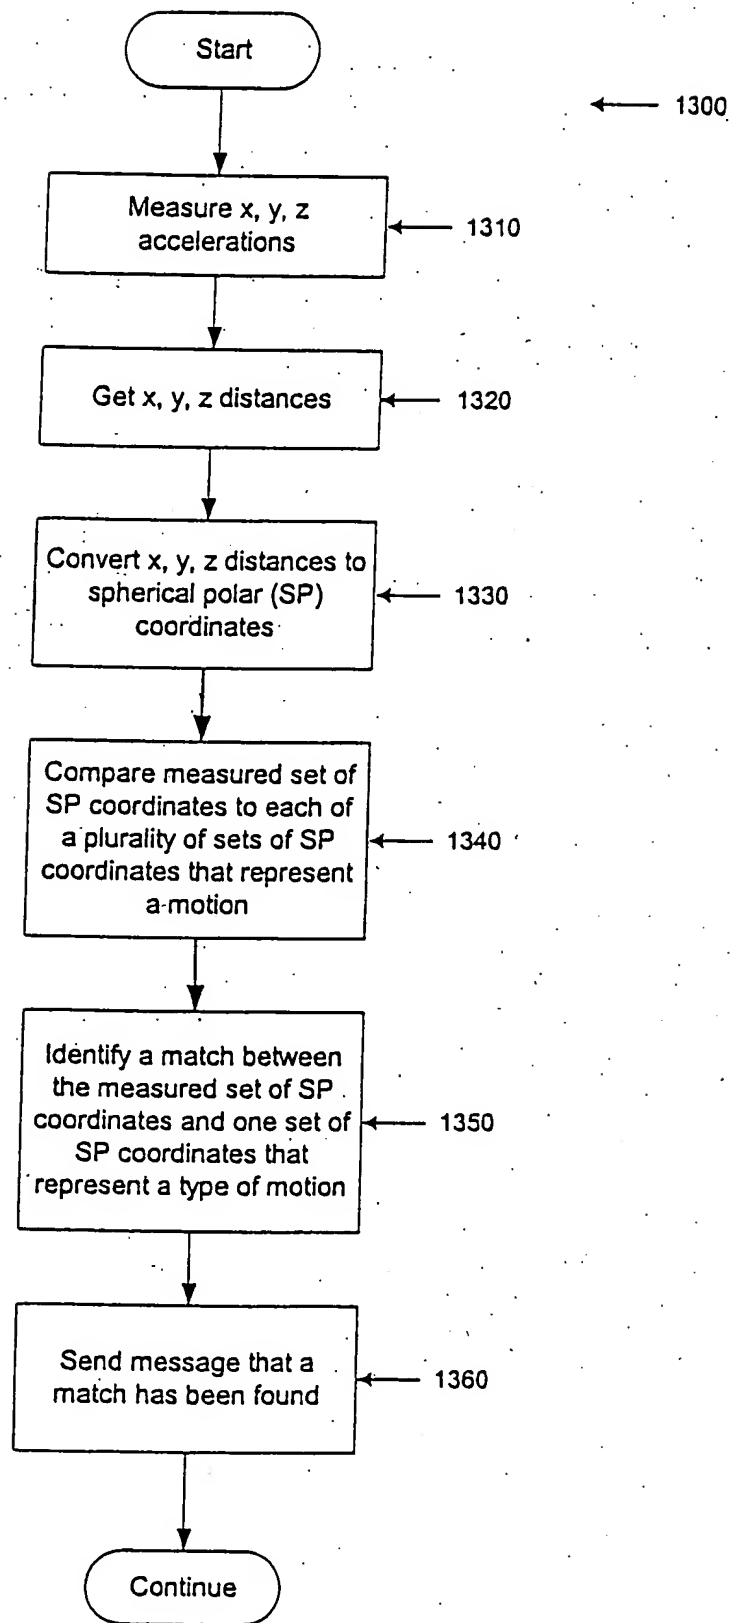 Start
1300
Measure x, y, z
accelerations
1310
Get x, y, z distances
1320
Convert x, y, z distances to
spherical polar (SP)
coordinates
1330
Compare measured set of
SP coordinates to each of
a plurality of sets of SP
coordinates that represent
a motion
1340
Identify a match between
the measured set of SP
coordinates and one set of
SP coordinates that
represent a type of motion
1350
Send message that a
match has been found
1360
Continue